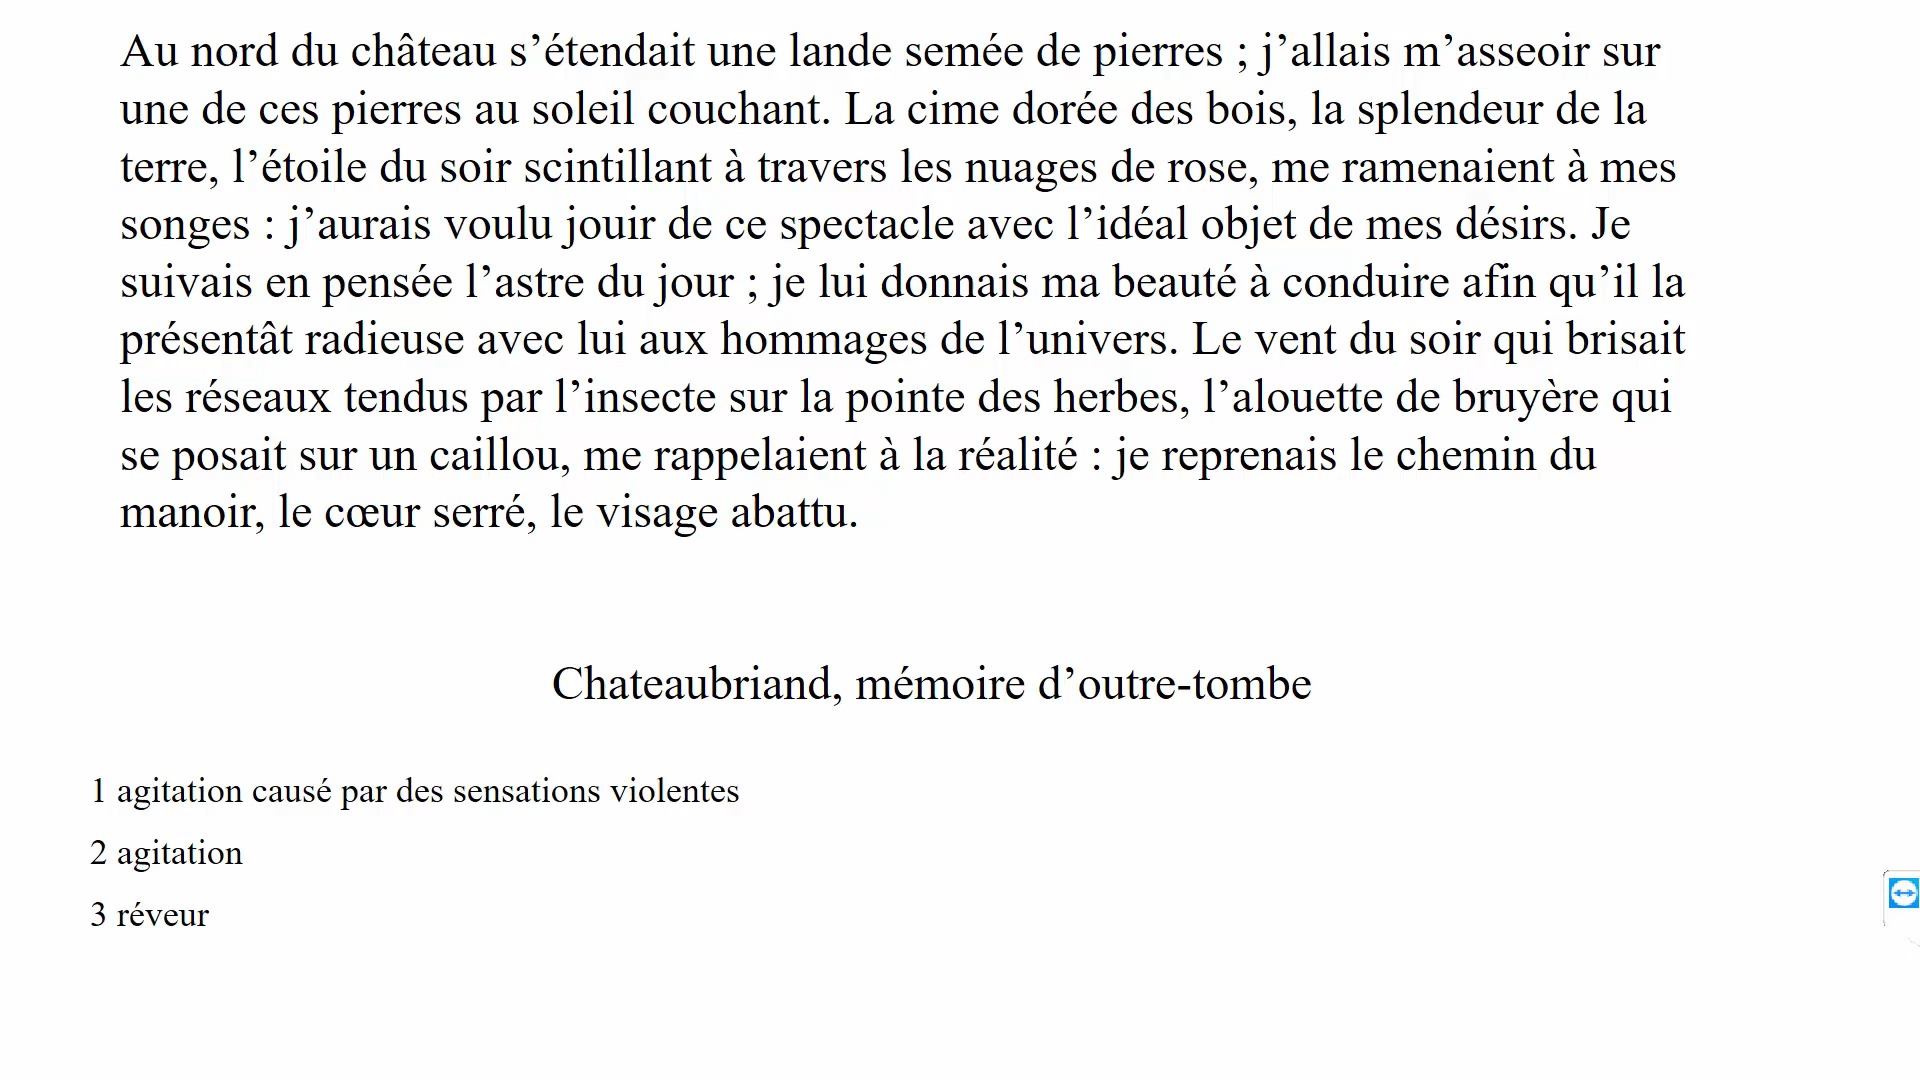 Au nord du château s’étendait une lande semée de pierres ; j’allais m’asseoir sur
une de ces pierres au soleil couchant. La cime dorée des bois, la splendeur de la
terre, l’étoile du soir scintillant à travers les nuages de rose, me ramenaient à mes
songes : j’aurais voulu jouir de ce spectacle avec l’idéal objet de mes désirs. Je
suivais en pensée l’astre du jour ; je lui donnais ma beauté à conduire afin qu’il la
présentât radieuse avec lui aux hommages de l’univers. Le vent du soir qui brisait
les réseaux tendus par l’insecte sur la pointe des herbes, l’alouette de bruyère qui
se posait sur un caillou, me rappelaient à la réalité : je reprenais le chemin du
manoir, le cœur serré, le visage abattu.
Chateaubriand, mémoire d’outre-tombe
1 agitation causé par des sensations violentes
2 agitation
3 réveur